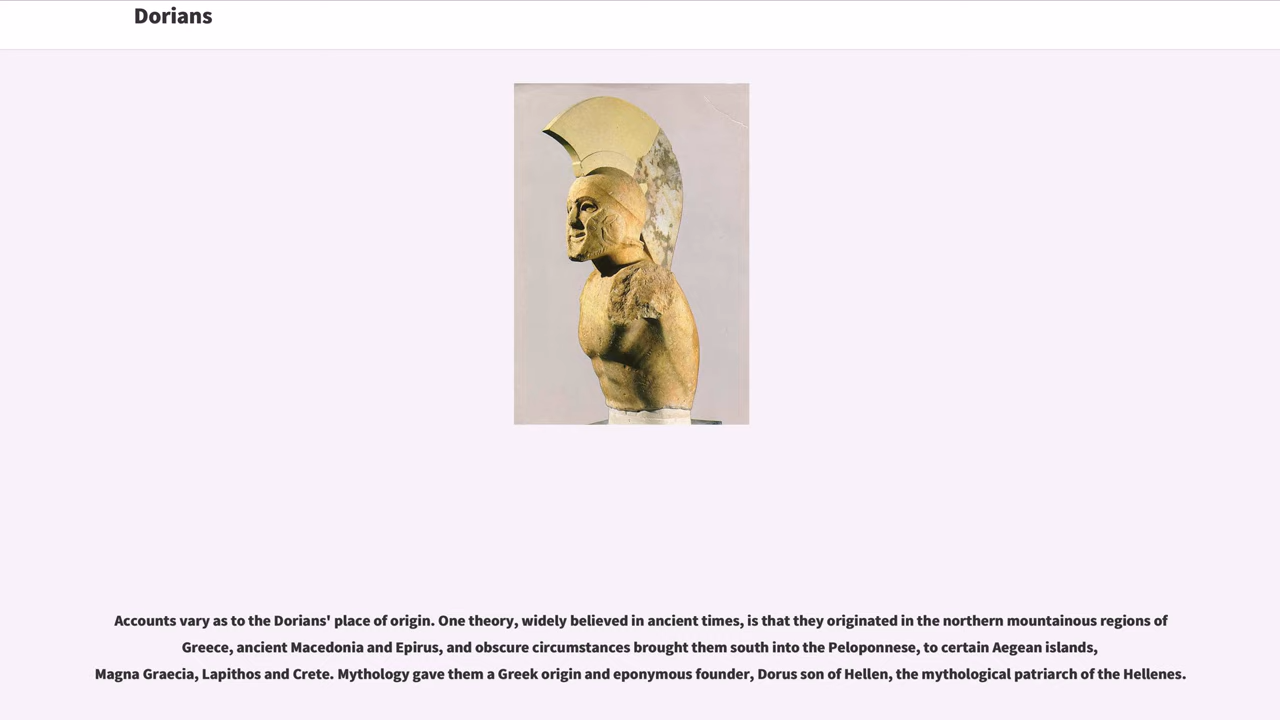 Dorians
Accounts vary as to the Dorians' place of origin. One theory, widely believed in ancient times, is that they originated in the northern mountainous regions of
Greece, ancient Macedonia and Epirus, and obscure circumstances brought them south into the Peloponnese, to certain Aegean islands,
Magna Graecia, Lapithos and Crete. Mythology gave them a Greek origin and eponymous founder, Dorus son of Hellen, the mythological patriarch of the Hellenes.